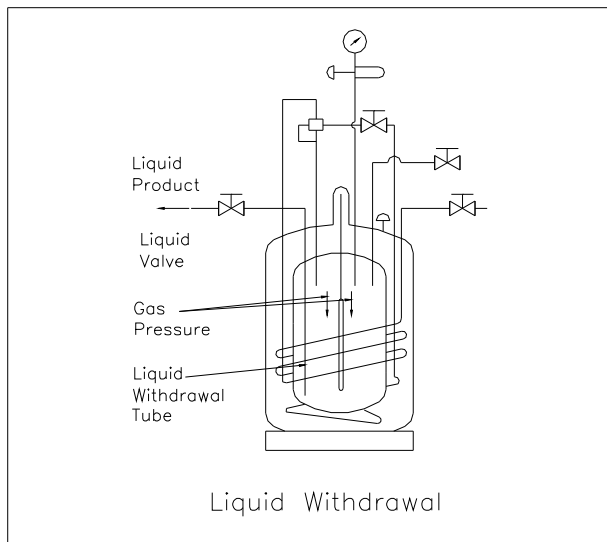 Liquid
Product
Liquid
Valve
Gas
Pressure
Liquid
Withdrawal
Tube
Liquid Withdrawal